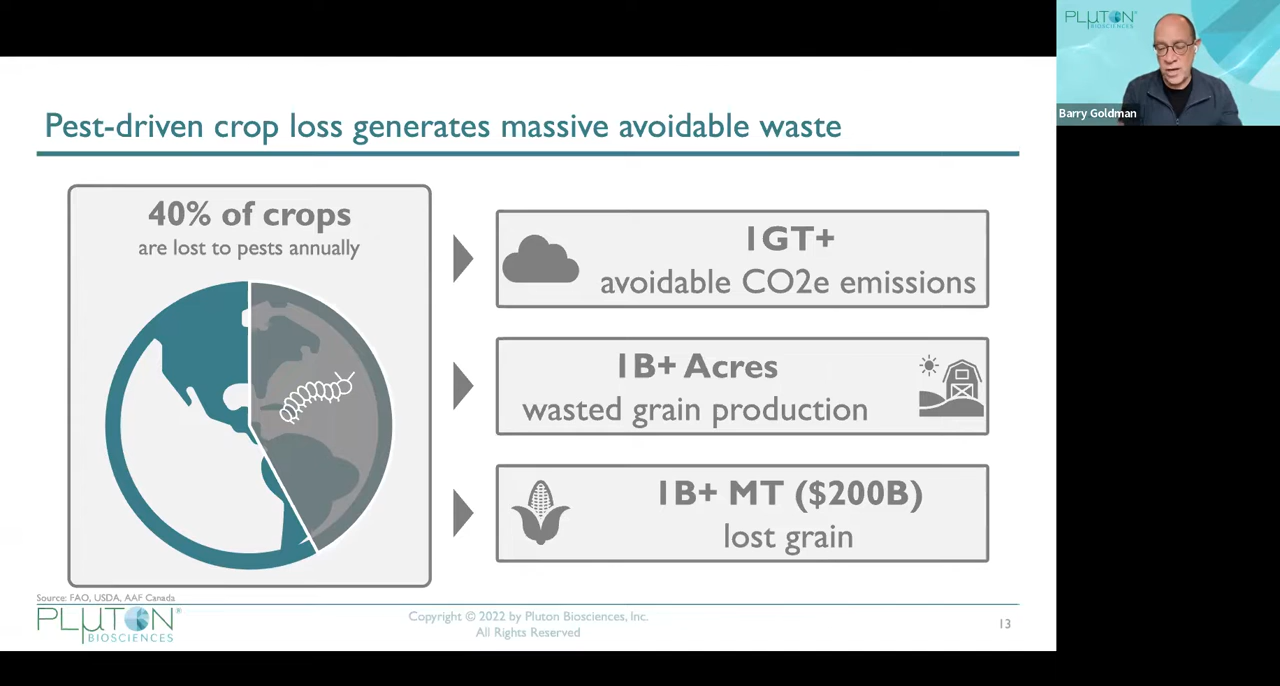 Pest-driven crop loss generates massive avoidable waste
40% of crops
are lost to pests annually
1GT+
avoidable CO2e emissions
1B+ Acres
wasted grain production
1B+ MT ($200B)
lost grain
Source: FAO, USDA, AAF Canada
PLµTON®
BIOSCIENCES
Copyright © 2022 by Pluton Biosciences, Inc.
All Rights Reserved
13
PLµTON®
BIOSCIENCES
Barry Goldman